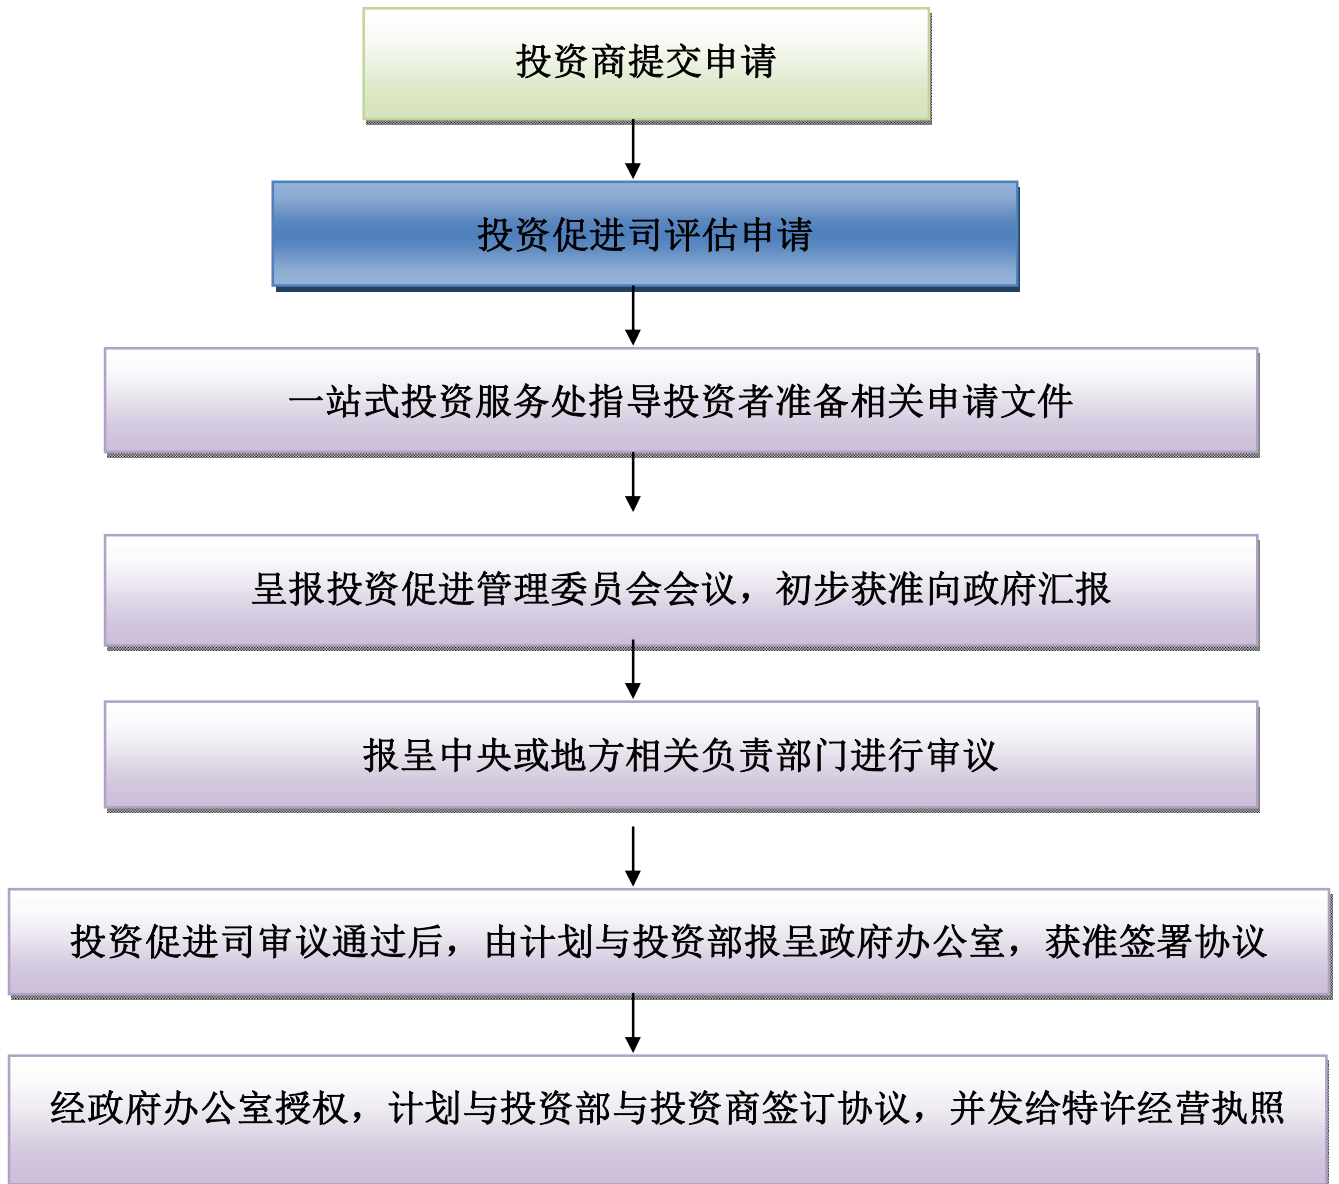 投资商提交申请
投资促进司评估申请
一站式投资服务处指导投资者准备相关申请文件
呈报投资促进管理委员会会议，初步获准向政府汇报
报呈中央或地方相关负责部门进行审议
投资促进司审议通过后，由计划与投资部报呈政府办公室，获准签署协议
经政府办公室授权，计划与投资部与投资商签订协议，并发给特许经营执照